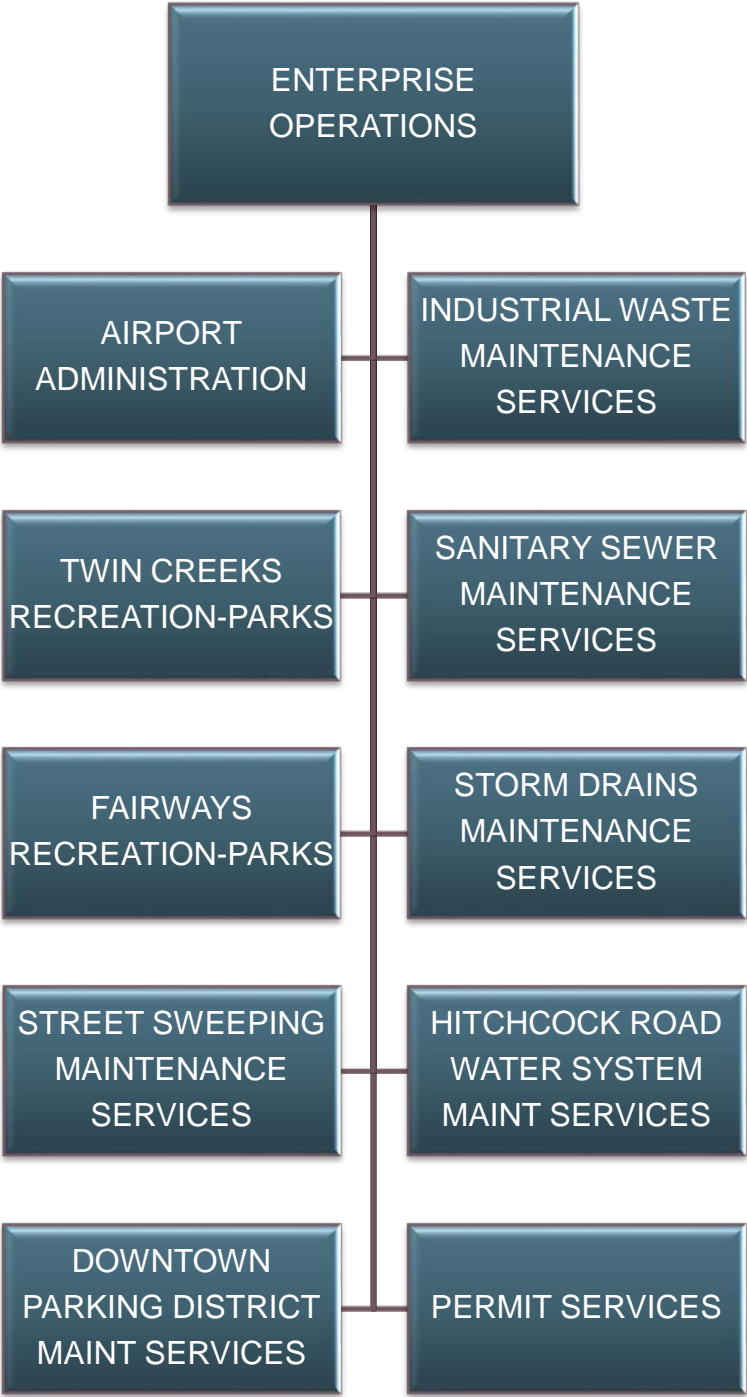 ENTERPRISE
OPERATIONS
AIRPORT
ADMINISTRATION
INDUSTRIAL WASTE
MAINTENANCE
SERVICES
TWIN CREEKS
RECREATION-PARKS
SANITARY SEWER
MAINTENANCE
SERVICES
FAIRWAYS
RECREATION-PARKS
STORM DRAINS
MAINTENANCE
SERVICES
STREET SWEEPING
MAINTENANCE
SERVICES
HITCHCOCK ROAD
WATER SYSTEM
MAINT SERVICES
DOWNTOWN
PARKING DISTRICT
MAINT SERVICES
PERMIT SERVICES